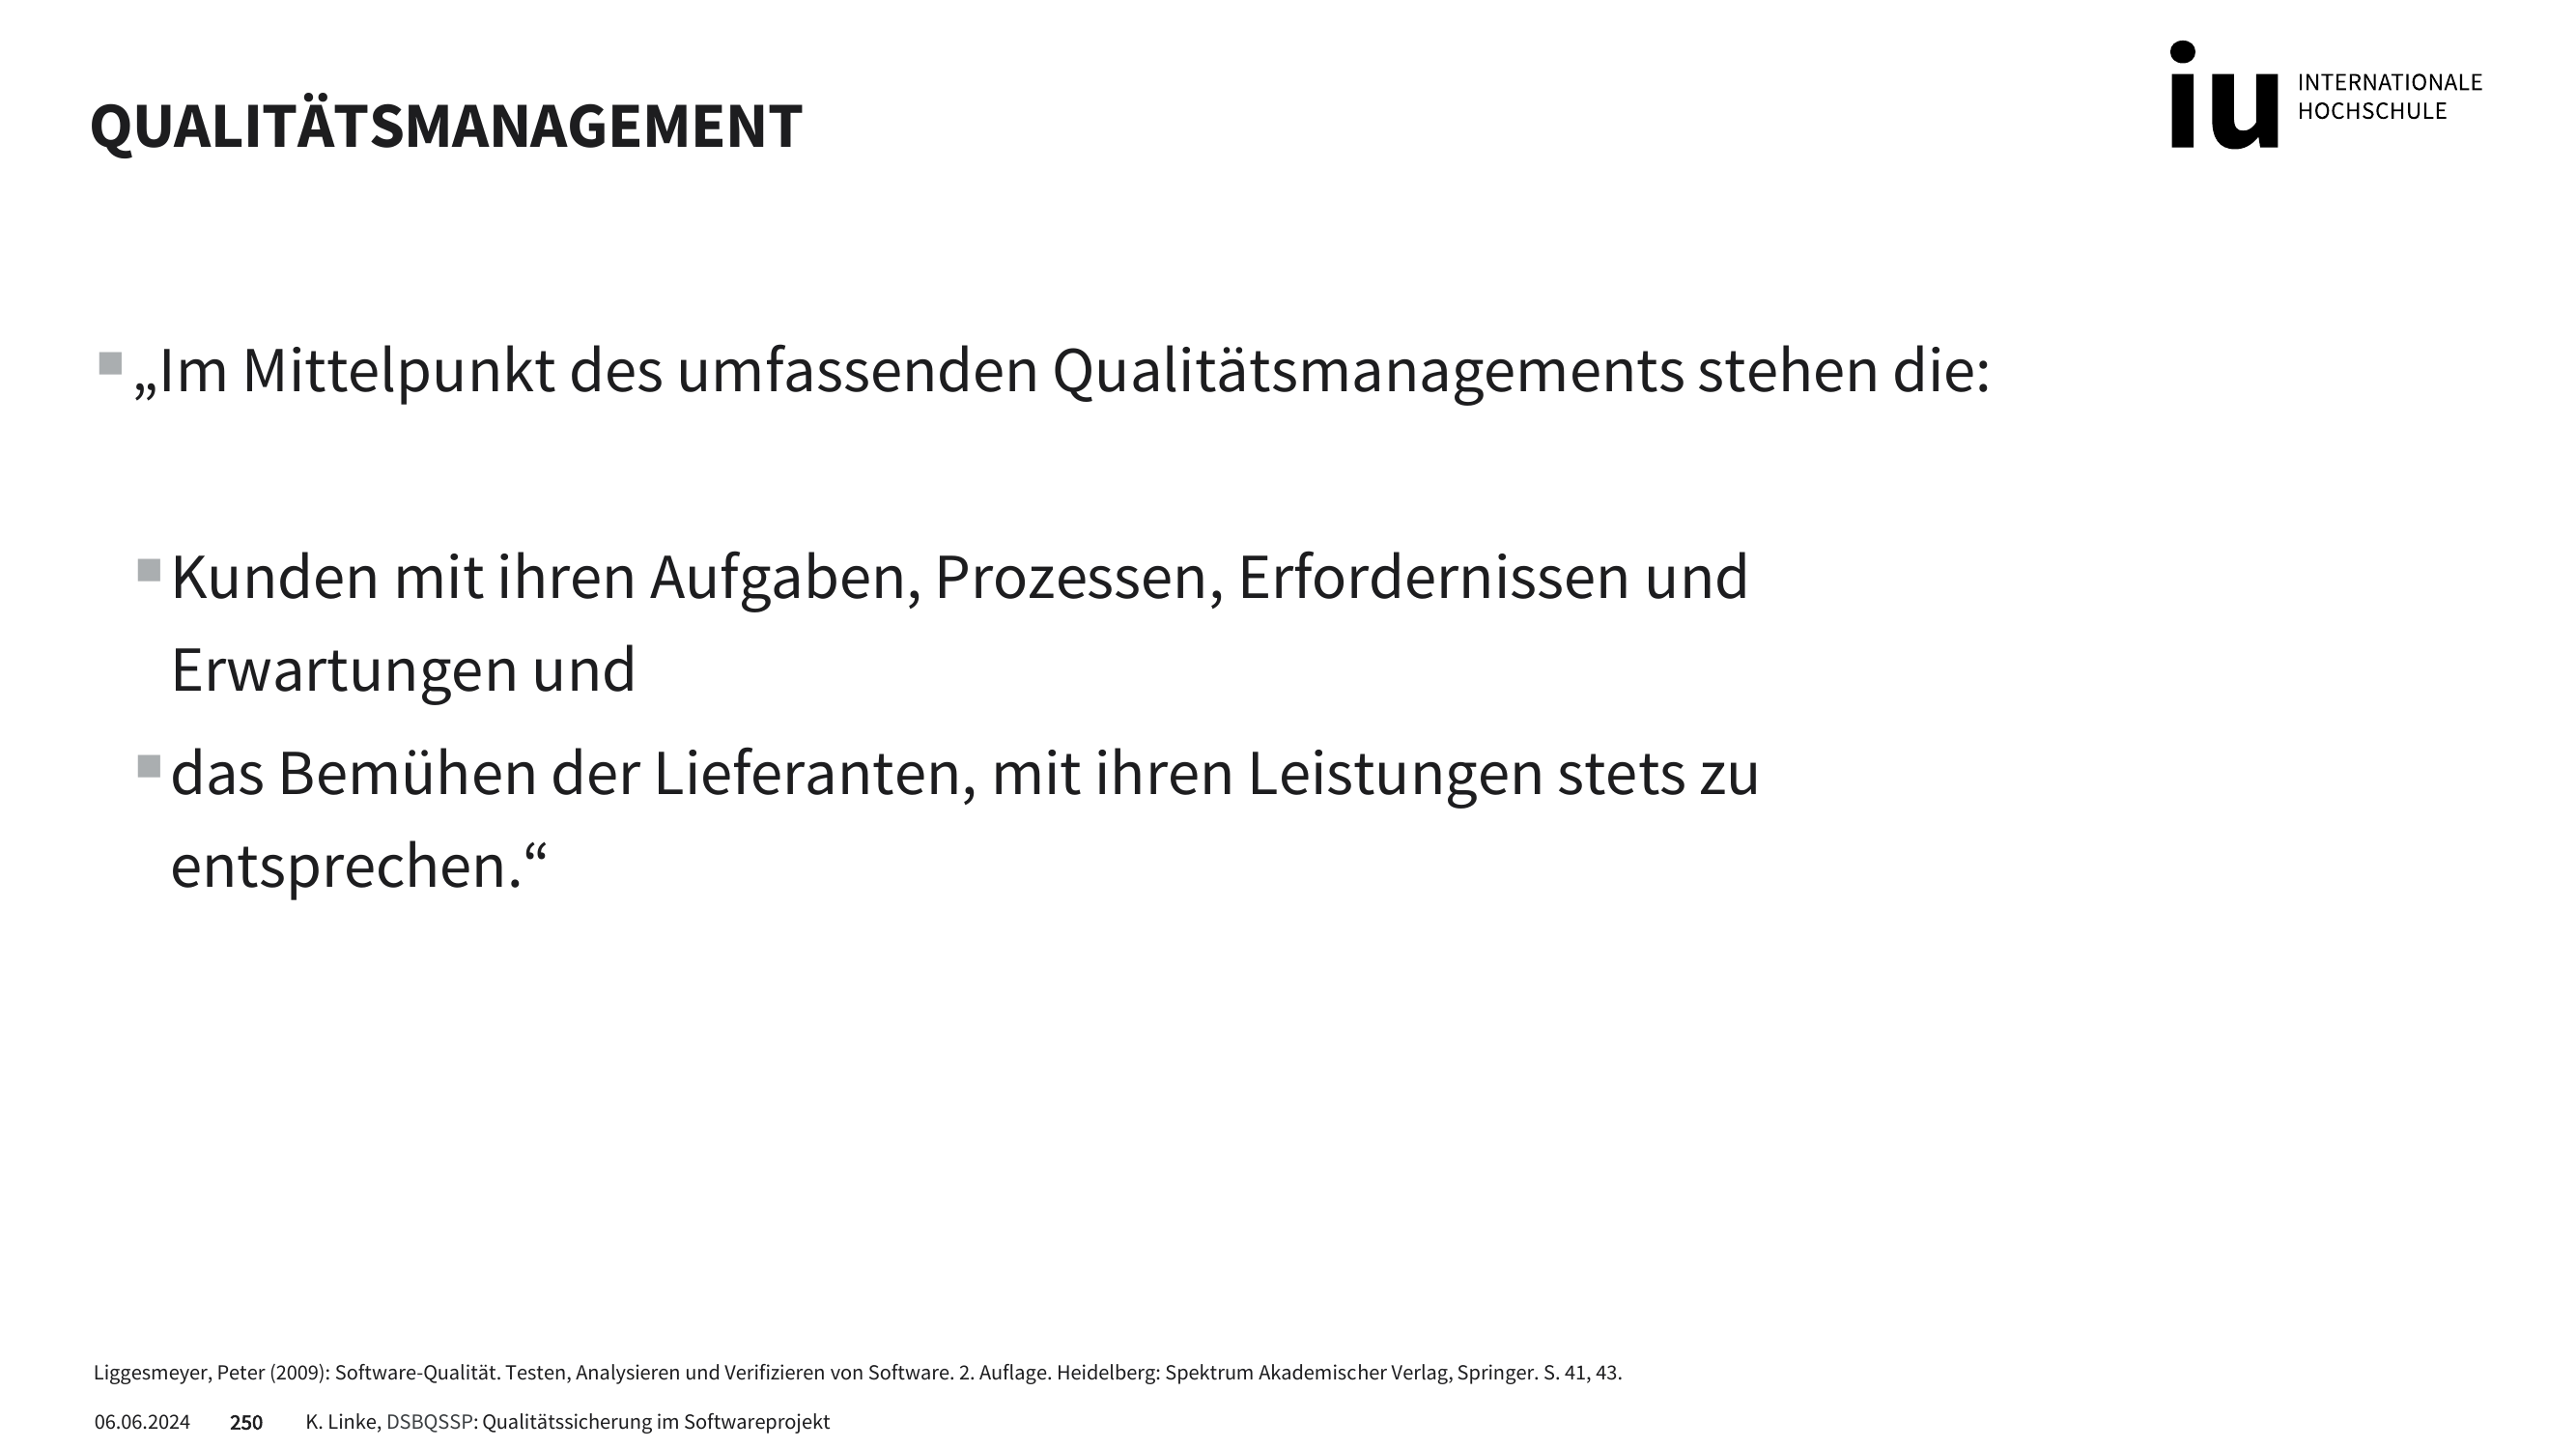 QUALITÄTSMANAGEMENT
INTERNATIONALE
HOCHSCHULE
iu
„Im Mittelpunkt des umfassenden Qualitätsmanagements stehen die:
Kunden mit ihren Aufgaben, Prozessen, Erfordernissen und
Erwartungen und
das Bemühen der Lieferanten, mit ihren Leistungen stets zu
entsprechen.“
Liggesmeyer, Peter (2009): Software-Qualität. Testen, Analysieren und Verifizieren von Software. 2. Auflage. Heidelberg: Spektrum Akademischer Verlag, Springer. S. 41, 43.
06.06.2024 250 K. Linke, DSBQSSP: Qualitätssicherung im Softwareprojekt